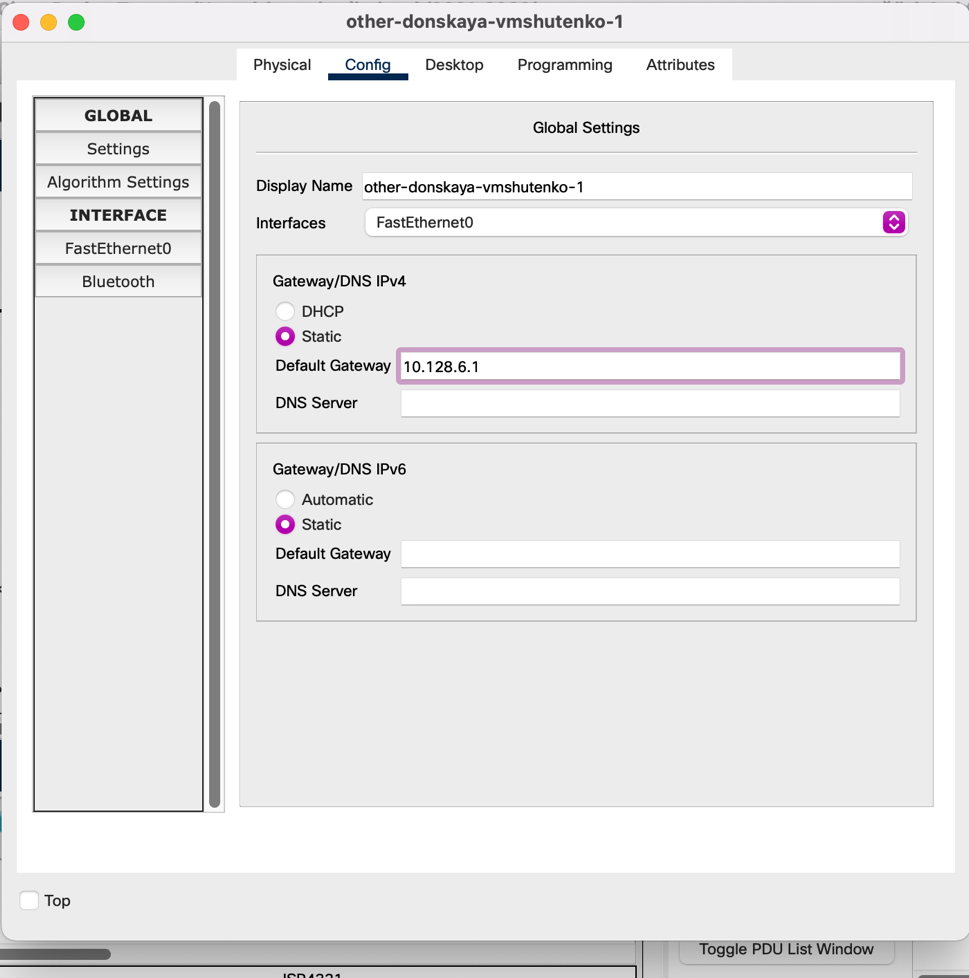 other-donskaya-vmshutenko-1
Physical Config Desktop Programming Attributes
GLOBAL
Settings
Algorithm Settings
INTERFACE
FastEthernet0
Bluetooth
Global Settings
Display Name other-donskaya-vmshutenko-1
Interfaces FastEthernet0
Gateway/DNS IPv4
DHCP
Static
Default Gateway 10.128.6.1
DNS Server
Gateway/DNS IPv6
Automatic
Static
Default Gateway
DNS Server
Top
Toggle PDU List Window